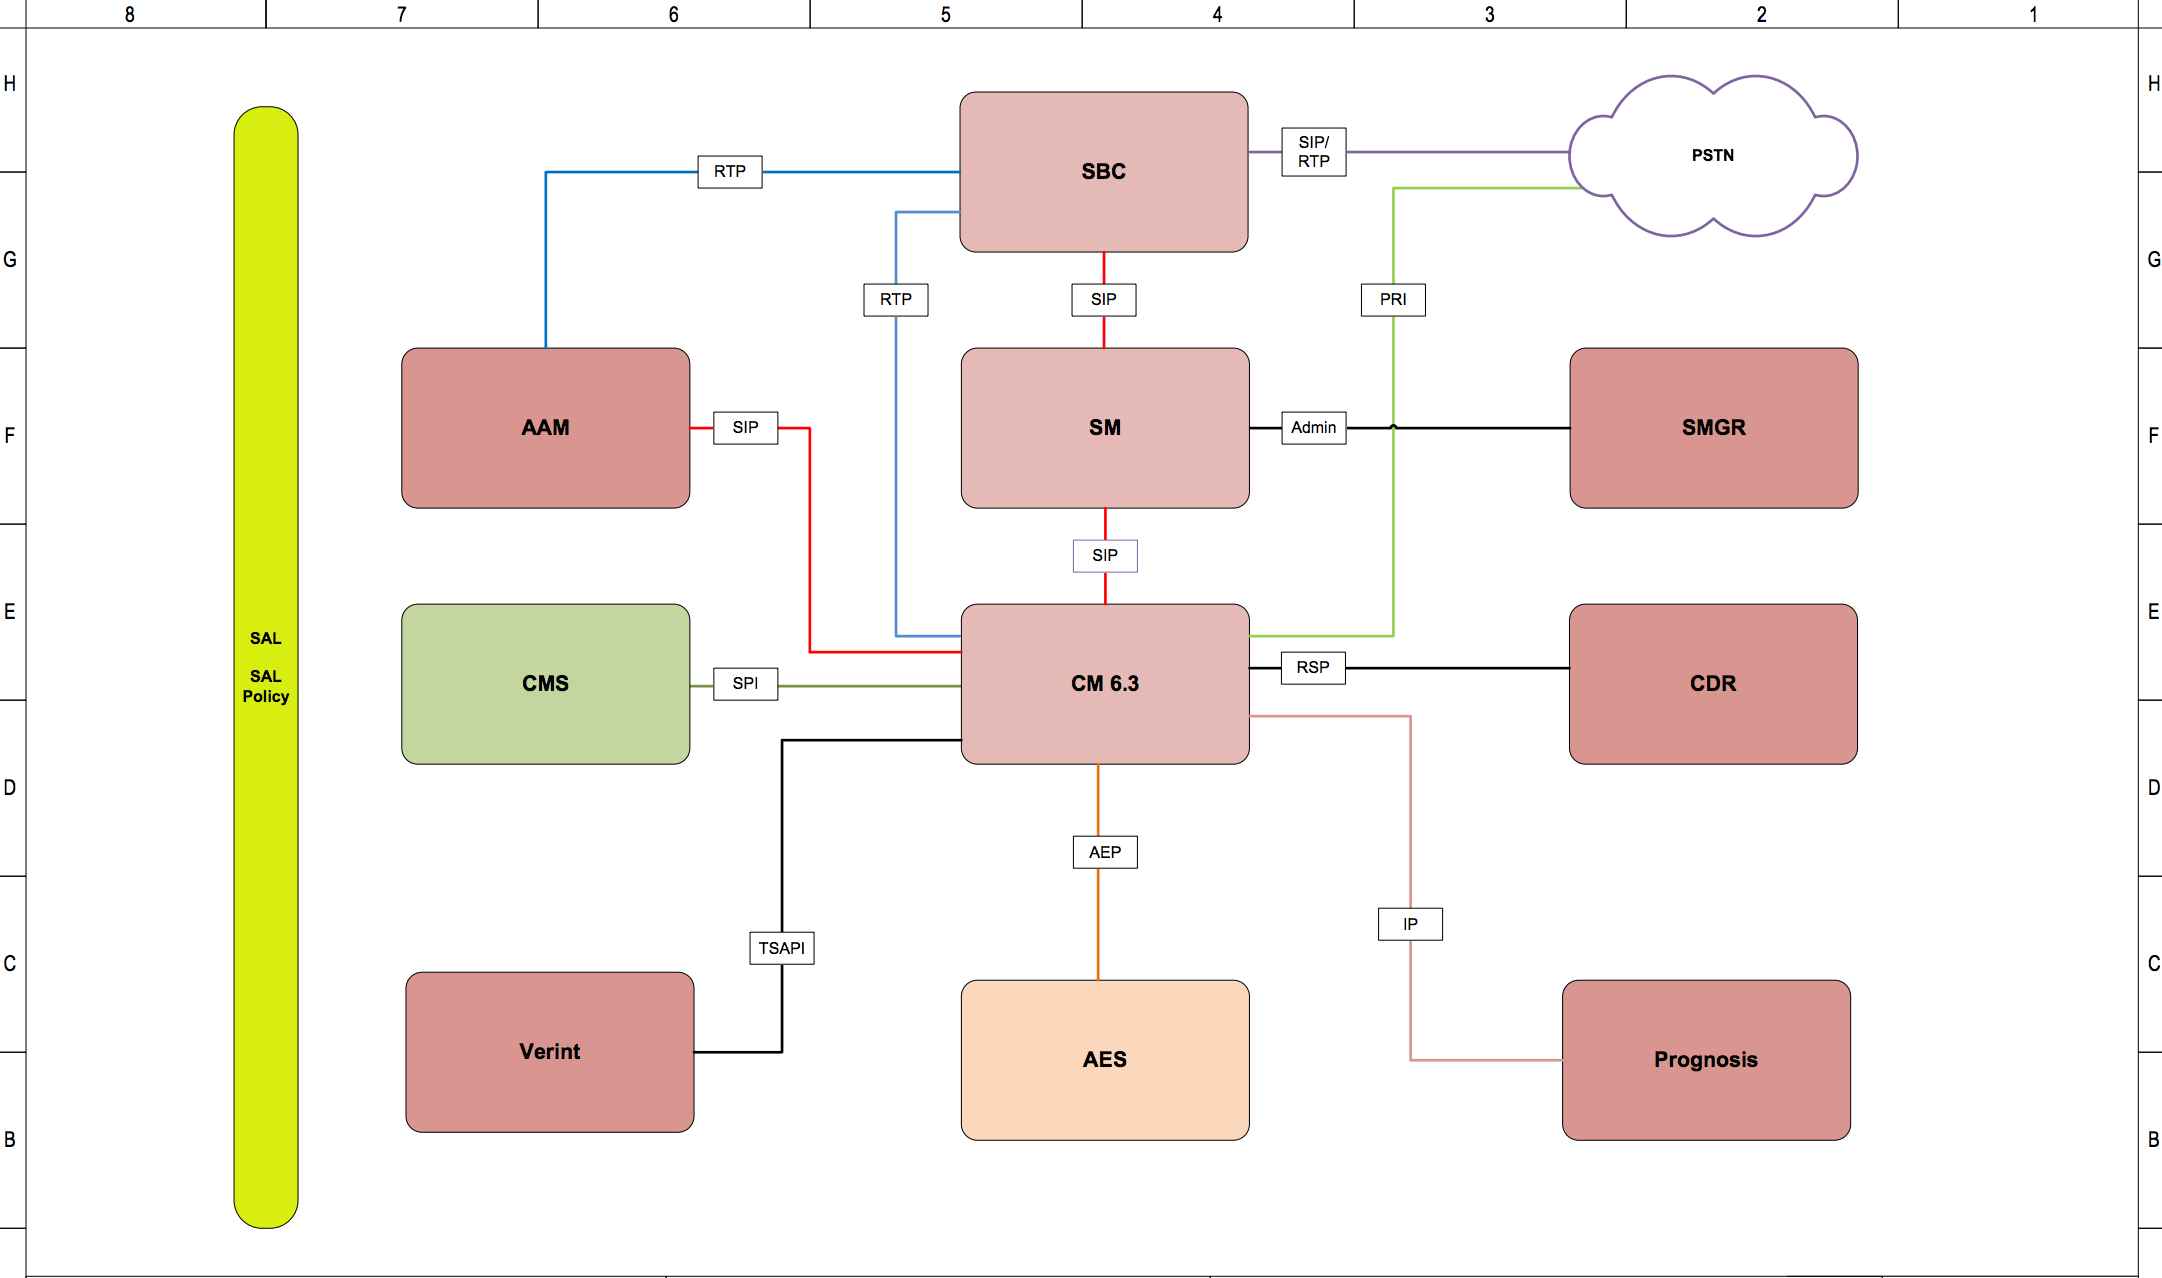 8 7 6 5 4 3 2 1
H
H
SBC
SIP/
RTP
PSTN
RTP
G
G
RTP
SIP
PRI
F
AAM
SIP
SM
Admin
SMGR
F
SIP
E
E
SAL
SAL
Policy
CMS
SPI
CM 6.3
RSP
CDR
D
D
AEP
IP
TSAPI
C
C
Verint
AES
Prognosis
B
B